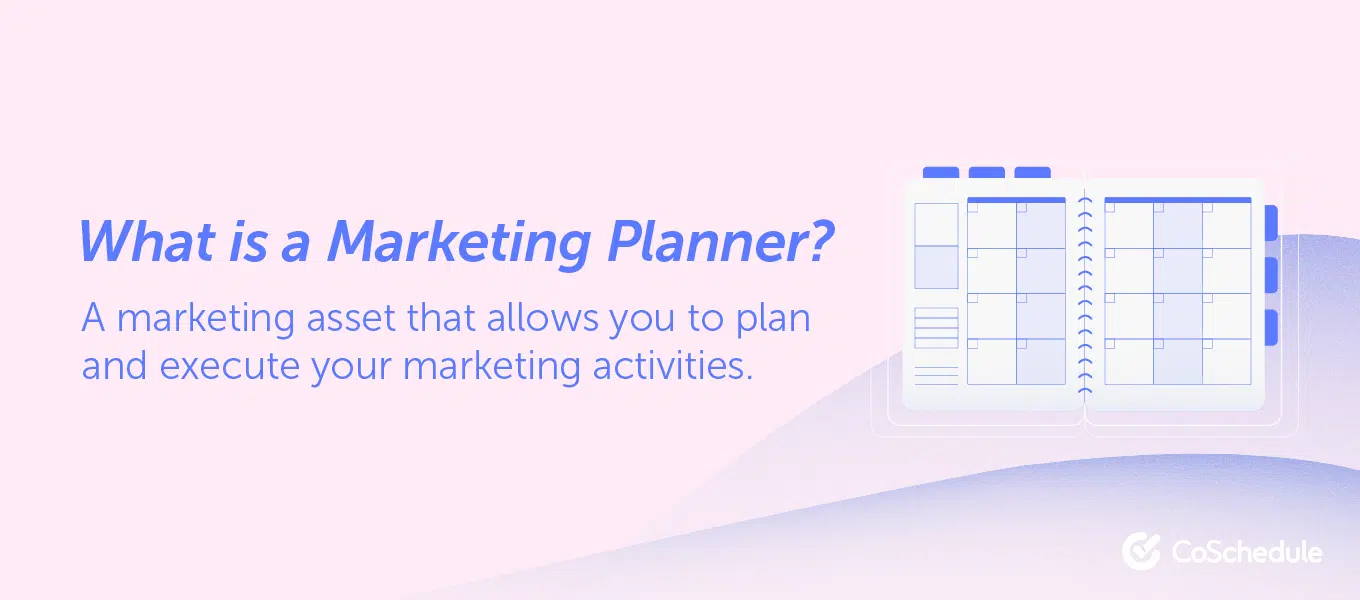 What is a Marketing Planner?
A marketing asset that allows you to plan
and execute your marketing activities.
CoSchedule